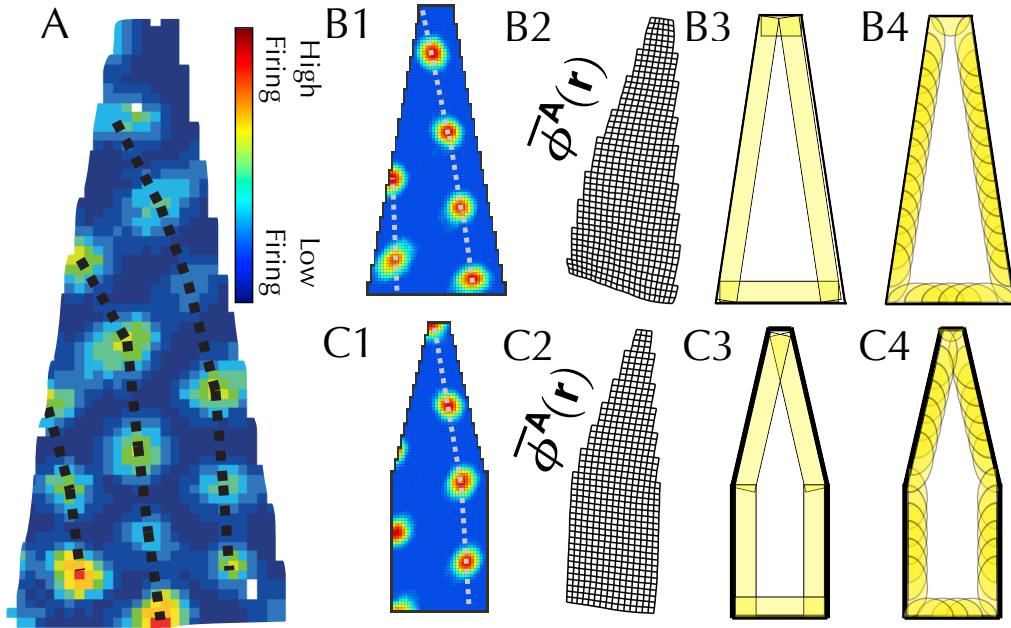 A
High
Firing
Low
Firing
B1
B2
B3
B4
ϕ̅ᴬ(r)
C1
C2
C3
C4
ϕ̅ᴬ(r)